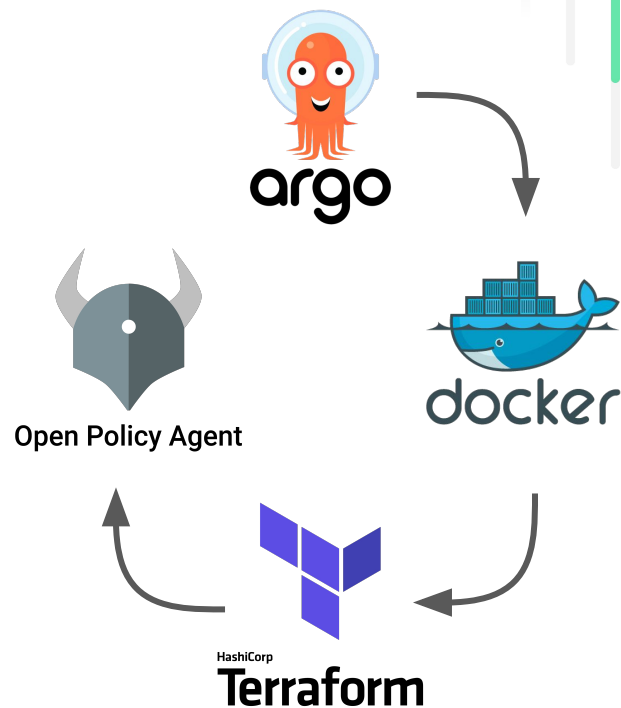 argo
docker
Open Policy Agent
HashiCorp
Terraform